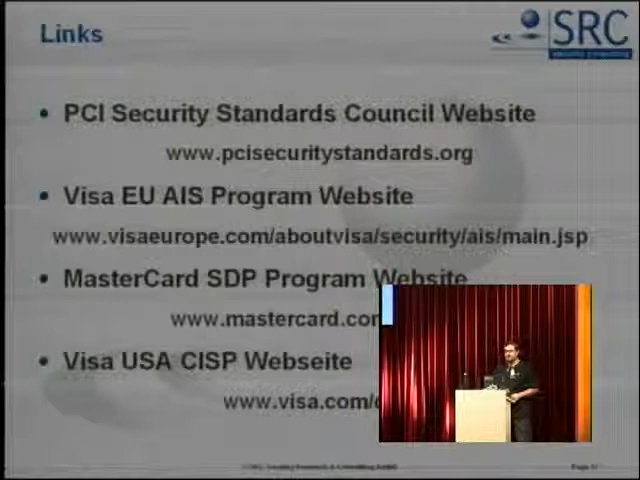 Links
SRC
• PCI Security Standards Council Website
www.pcisecuritystandards.org
• Visa EU AIS Program Website
www.visaeurope.com/aboutvisa/security/ais/main.jsp
• MasterCard SDP Program Website
www.mastercard.com
• Visa USA CISP Webseite
www.visa.com/